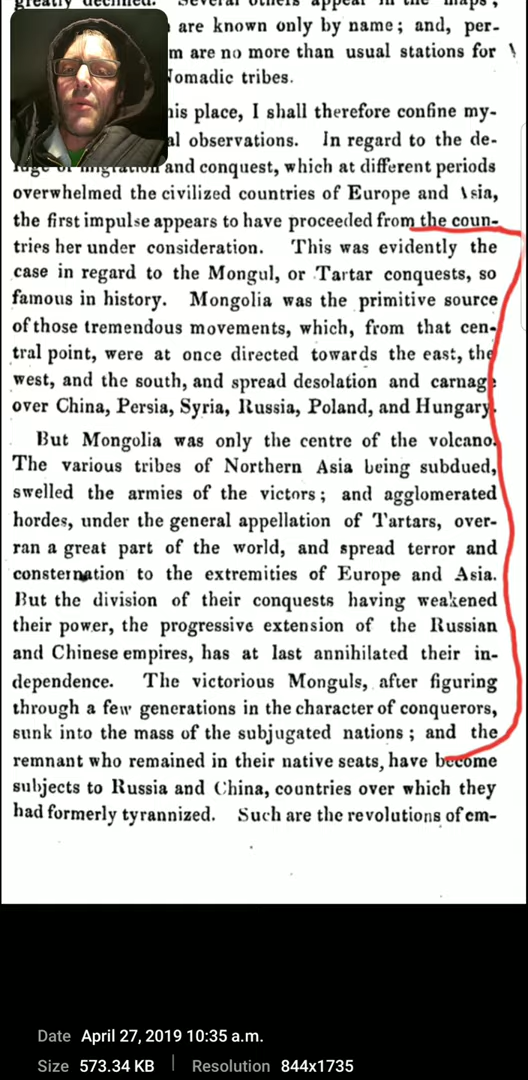 greatly declined. Several others appear in the maps,
are known only by name; and, per-
m are no more than usual stations for
Nomadic tribes.
his place, I shall therefore confine my-
al observations. In regard to the de-
luge of migration and conquest, which at different periods
overwhelmed the civilized countries of Europe and Asia,
the first impulse appears to have proceeded from the coun-
tries her under consideration. This was evidently the
case in regard to the Mongul, or Tartar conquests, so
famous in history. Mongolia was the primitive source
of those tremendous movements, which, from that cen-
tral point, were at once directed towards the east, the
west, and the south, and spread desolation and carnage
over China, Persia, Syria, Russia, Poland, and Hungary.
But Mongolia was only the centre of the volcano.
The various tribes of Northern Asia being subdued,
swelled the armies of the victors; and agglomerated
hordes, under the general appellation of Tartars, over-
ran a great part of the world, and spread terror and
consternation to the extremities of Europe and Asia.
But the division of their conquests having weakened
their power, the progressive extension of the Russian
and Chinese empires, has at last annihilated their in-
dependence. The victorious Monguls, after figuring
through a few generations in the character of conquerors,
sunk into the mass of the subjugated nations; and the
remnant who remained in their native seats, have become
subjects to Russia and China, countries over which they
had formerly tyrannized. Such are the revolutions of em-
Date April 27, 2019 10:35 a.m.
Size 573.34 KB | Resolution 844x1735